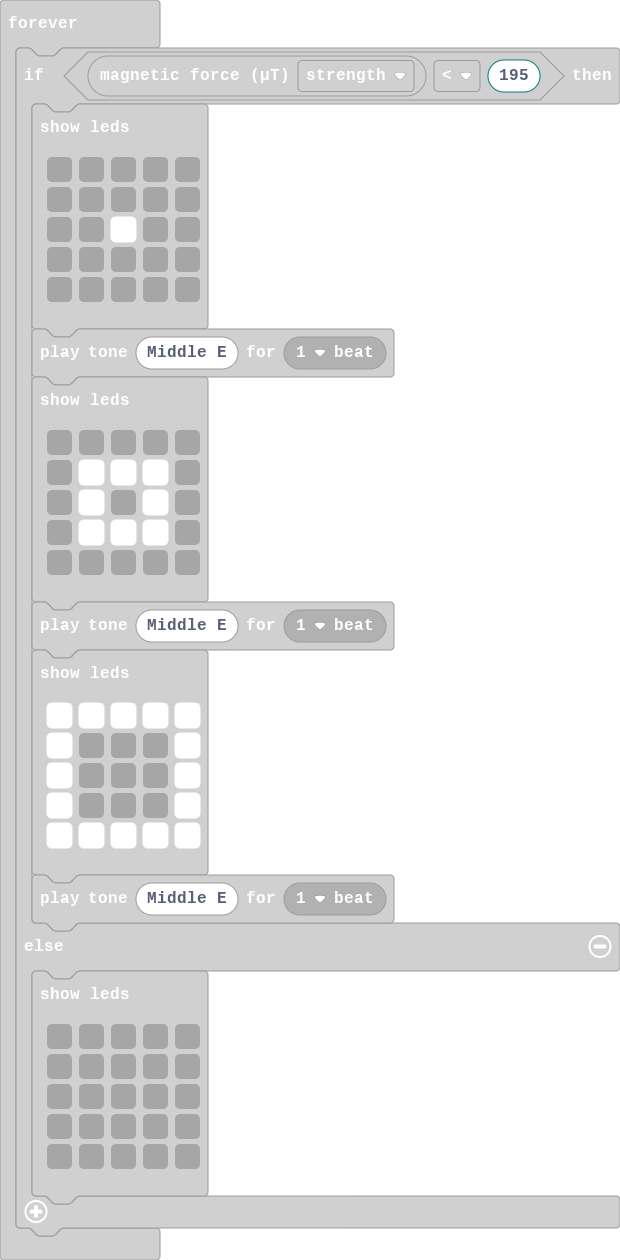 forever
if magnetic force (µT) strength < 195 then
show leds
play tone Middle E for 1 beat
show leds
play tone Middle E for 1 beat
show leds
play tone Middle E for 1 beat
else
show leds